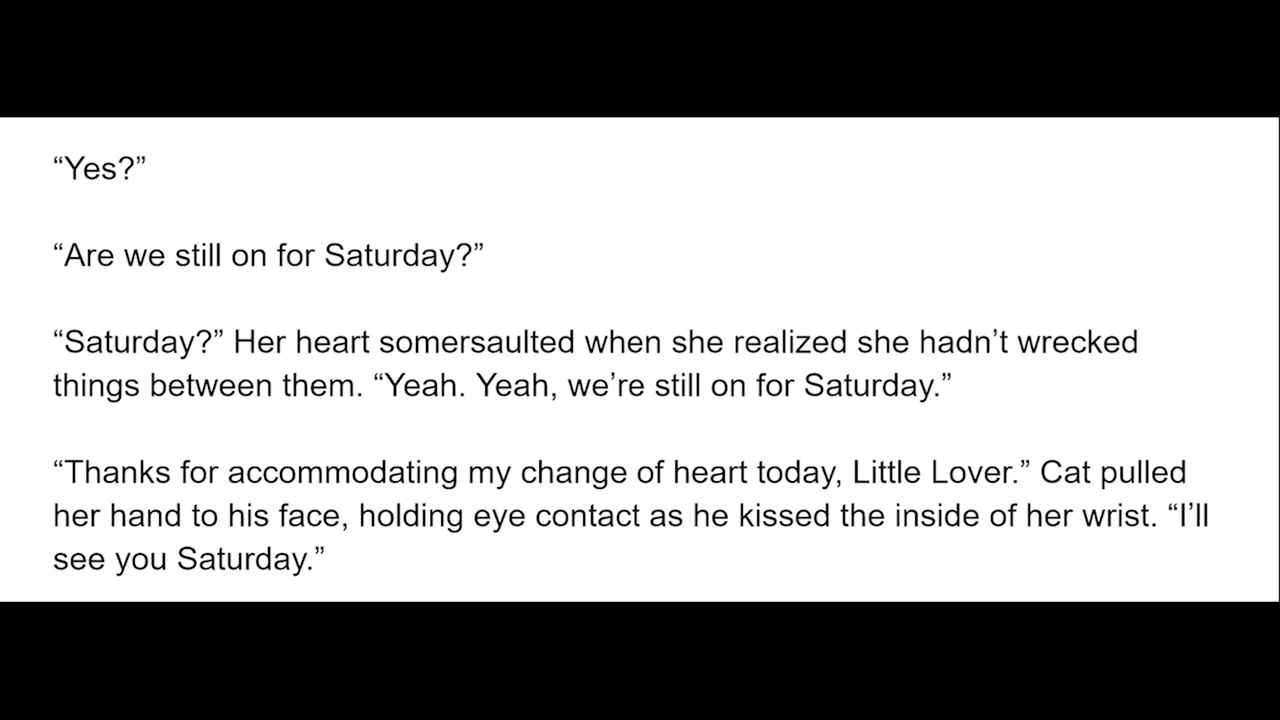 “Yes?”
“Are we still on for Saturday?”
“Saturday?” Her heart somersaulted when she realized she hadn’t wrecked
things between them. “Yeah. Yeah, we’re still on for Saturday.”
“Thanks for accommodating my change of heart today, Little Lover.” Cat pulled
her hand to his face, holding eye contact as he kissed the inside of her wrist. “I’ll
see you Saturday.”